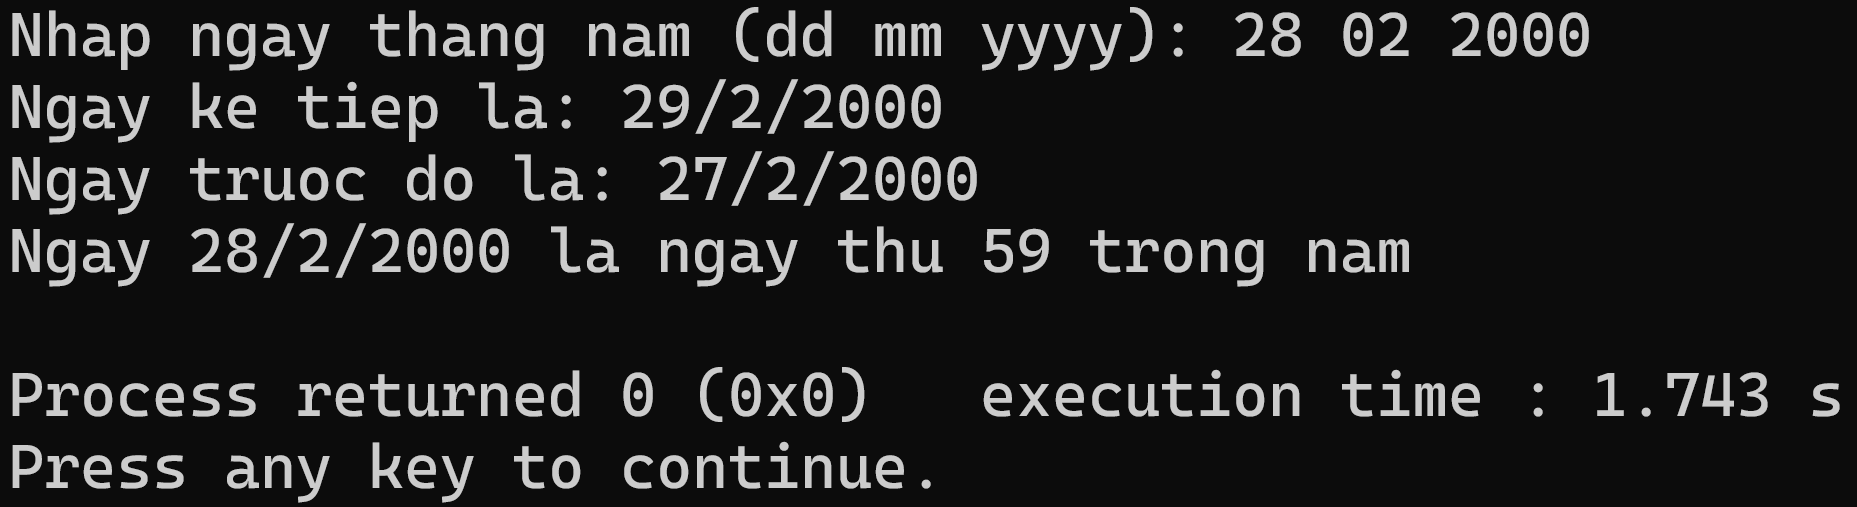 Nhap ngay thang nam (dd mm yyyy): 28 02 2000
Ngay ke tiep la: 29/2/2000
Ngay truoc do la: 27/2/2000
Ngay 28/2/2000 la ngay thu 59 trong nam
Process returned 0 (0x0)   execution time : 1.743 s
Press any key to continue.